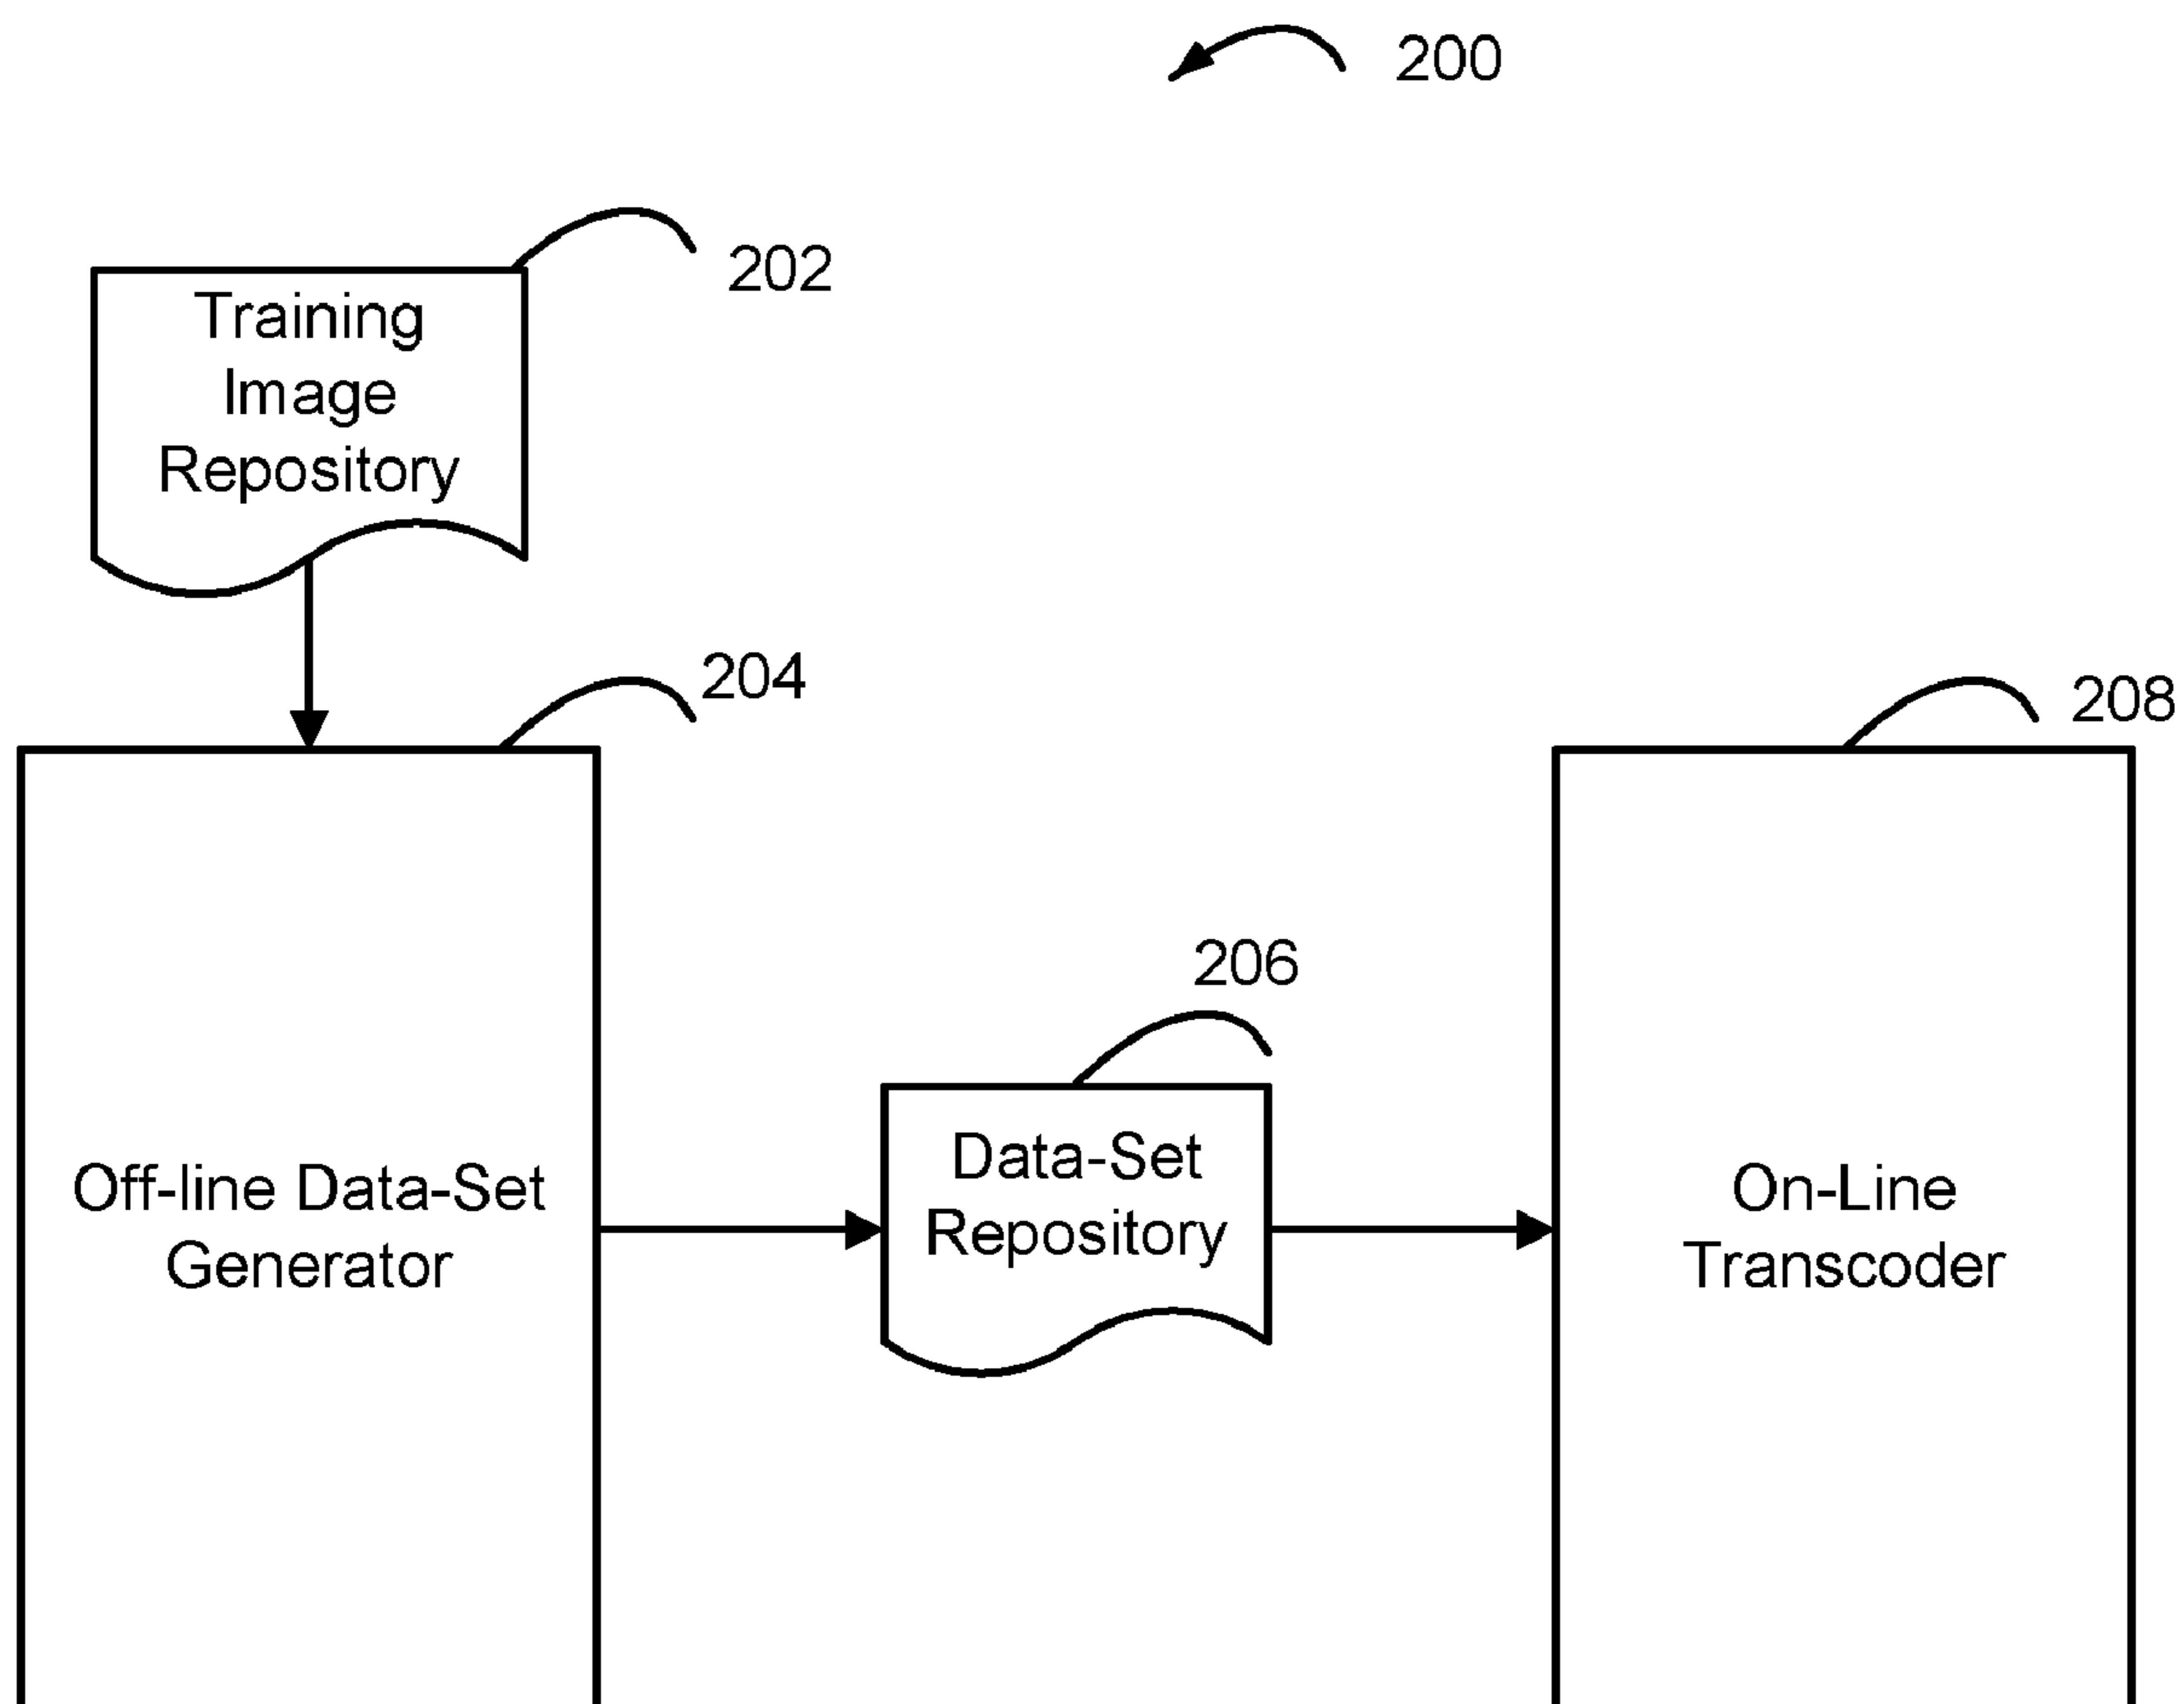 200
202
Training
Image
Repository
204
208
206
Data-Set
Repository
Off-line Data-Set
Generator
On-Line
Transcoder